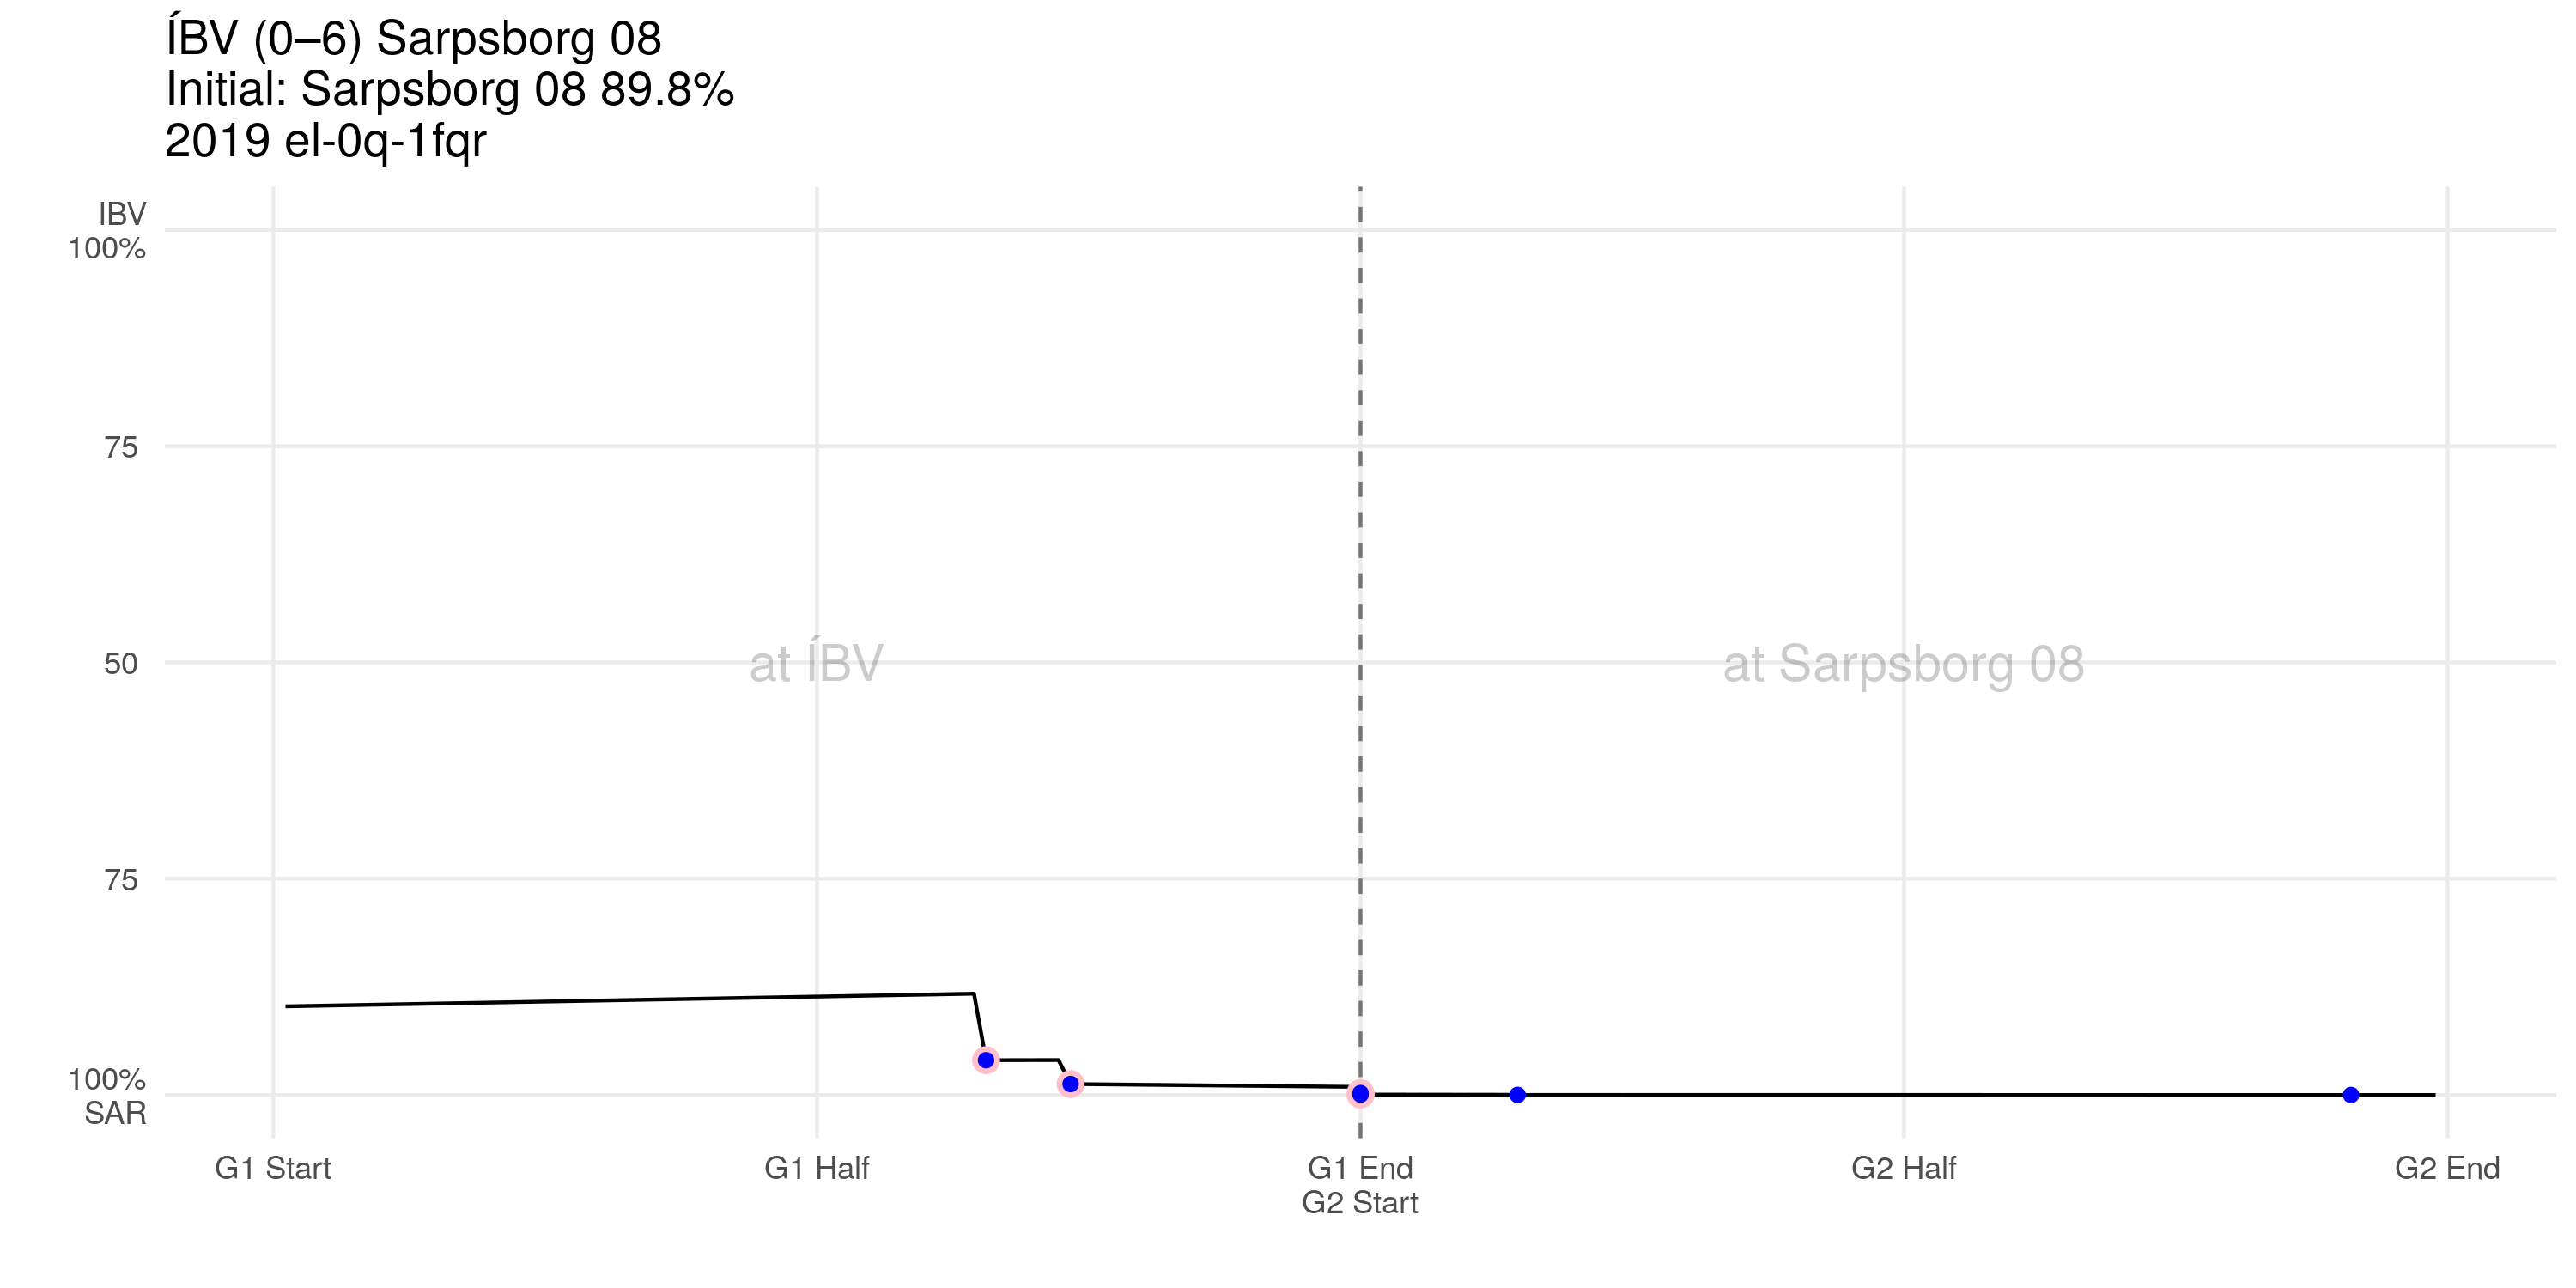 ÍBV (0–6) Sarpsborg 08
Initial: Sarpsborg 08 89.8%
2019 el-0q-1fqr
IBV
100%
75
50
75
100%
SAR
at ÍBV
at Sarpsborg 08
G1 Start
G1 Half
G1 End
G2 Start
G2 Half
G2 End